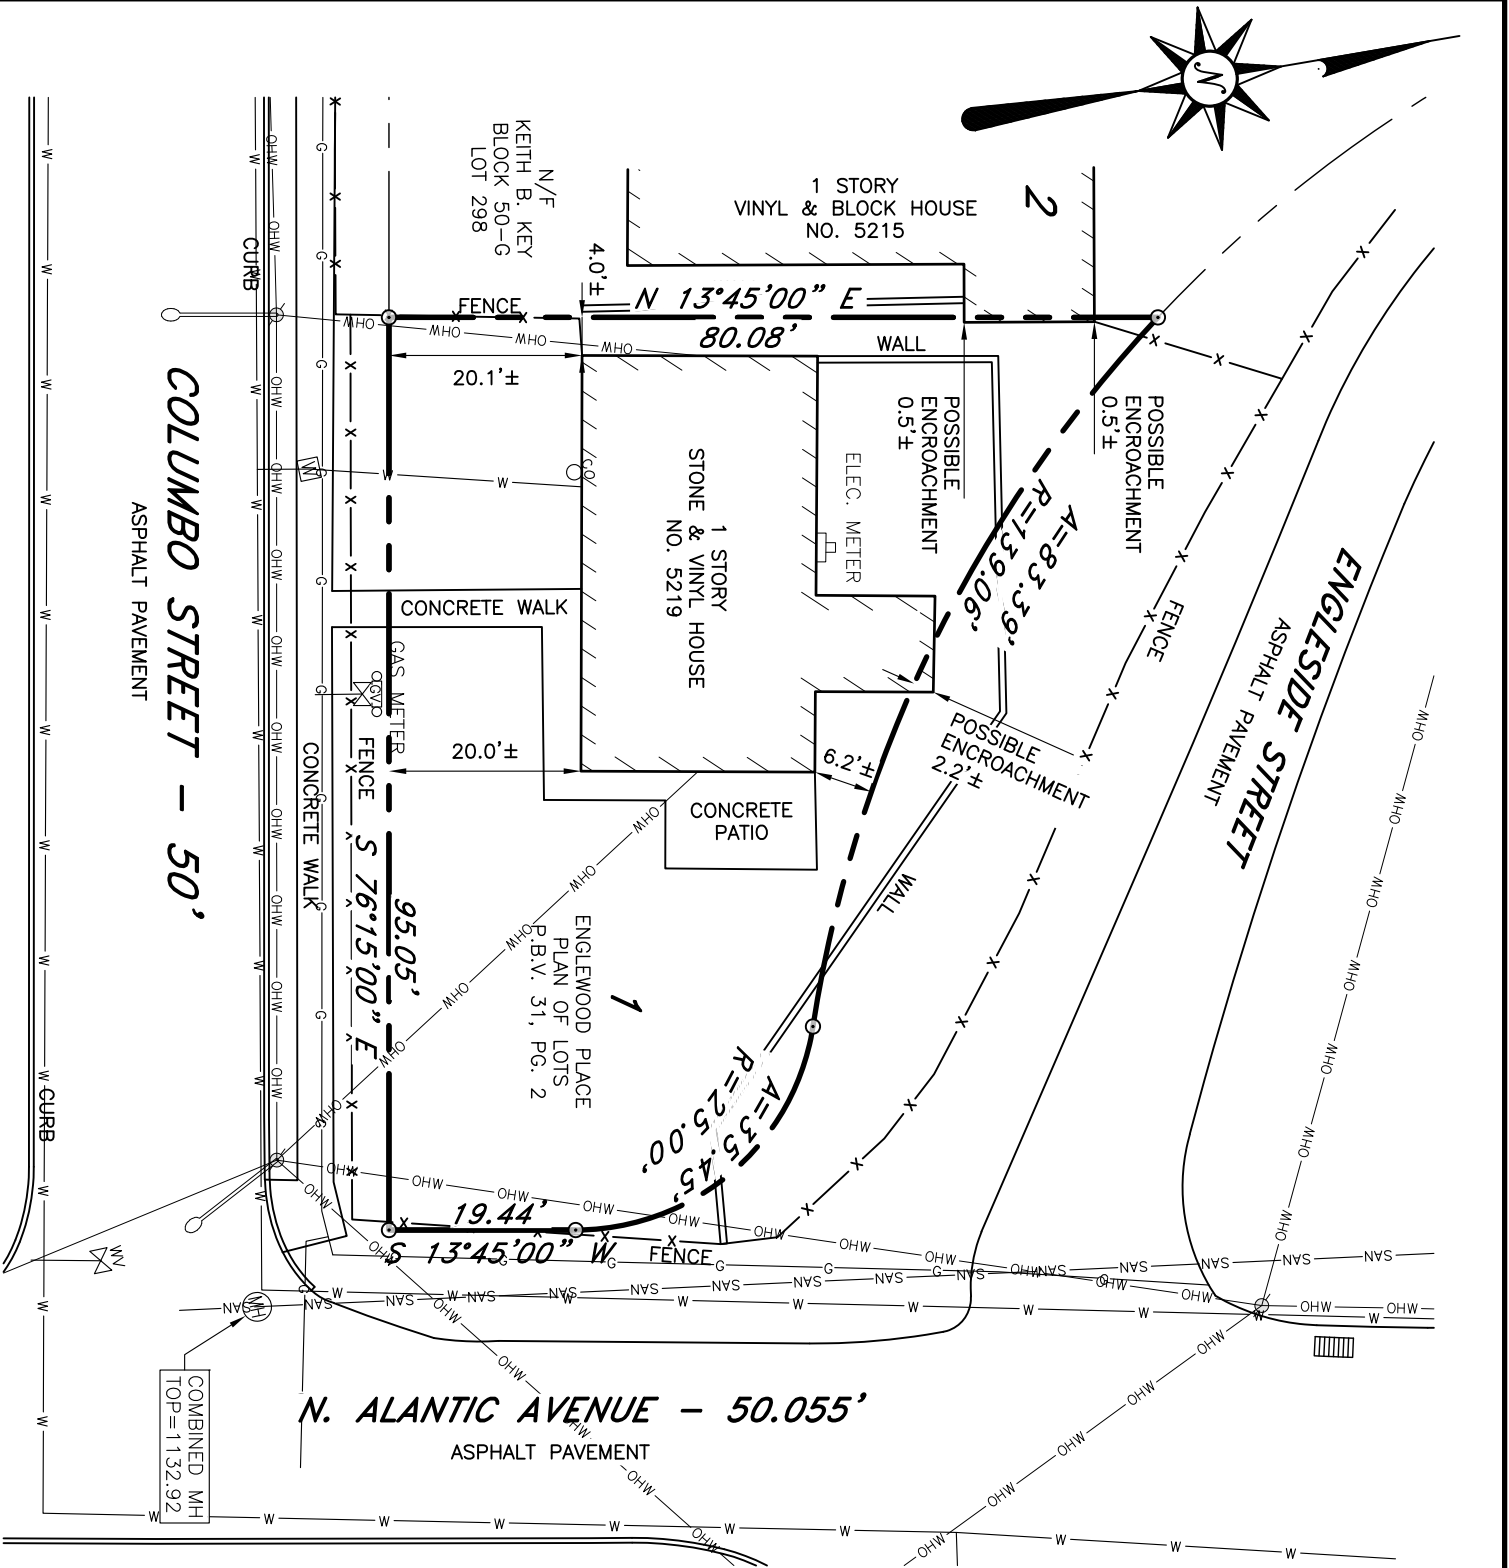 N
2
1 STORY
VINYL & BLOCK HOUSE
NO. 5215
N/F
KEITH B. KEY
BLOCK 50-G
LOT 298
4.0'±
FENCE
N 13°45'00" E
80.08'
WALL
20.1'±
POSSIBLE
ENCROACHMENT
0.5'±
POSSIBLE
ENCROACHMENT
0.5'±
ELEC. METER
1 STORY
STONE & VINYL HOUSE
NO. 5219
C.O
A=83.39'
R=139.06'
FENCE
ENGLESIDE STREET
ASPHALT PAVEMENT
COLUMBO STREET - 50'
ASPHALT PAVEMENT
CURB
CONCRETE WALK
GAS METER
GV
FENCE
CONCRETE WALK
20.0'±
6.2'±
POSSIBLE
ENCROACHMENT
2.2'±
CONCRETE
PATIO
WALL
95.05'
S 76°15'00" E
1
ENGLEWOOD PLACE
PLAN OF LOTS
P.B.V. 31, PG. 2
A=35.45'
R=25.00'
19.44'
S 13°45'00" W
FENCE
CURB
WV
MH
COMBINED MH
TOP=1132.92
N. ALANTIC AVENUE - 50.055'
ASPHALT PAVEMENT
W
G
X
OHW
SAN